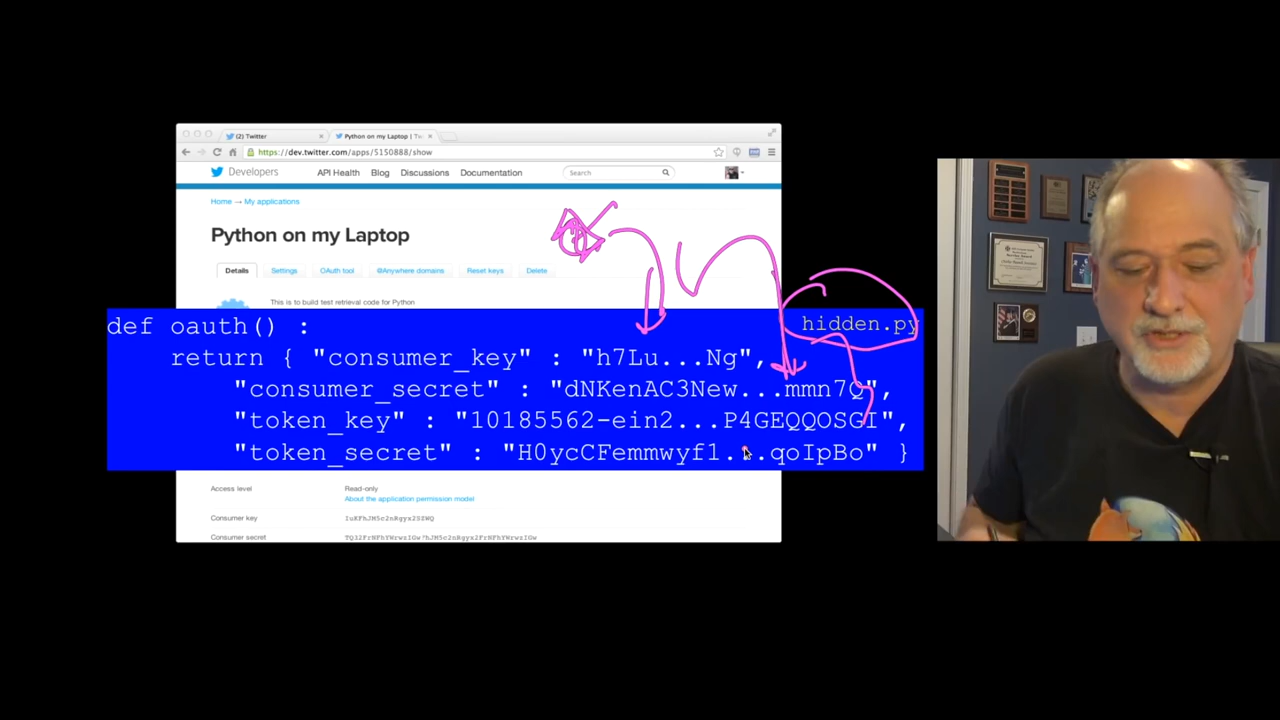 (2) Twitter
Python on my Laptop | Tw
https://dev.twitter.com/apps/5150888/show
Developers API Health Blog Discussions Documentation Search
Home → My applications
Python on my Laptop
Details Settings OAuth tool @Anywhere domains Reset keys Delete
This is to build test retrieval code for Python
hidden.py
def oauth() :
return { "consumer_key" : "h7Lu...Ng",
"consumer_secret" : "dNKenAC3New...mmn7Q",
"token_key" : "10185562-ein2...P4GEQQOSGI",
"token_secret" : "H0ycCFemmwyf1...qoIpBo" }
Access level Read-only
About the application permission model
Consumer key
Consumer secret